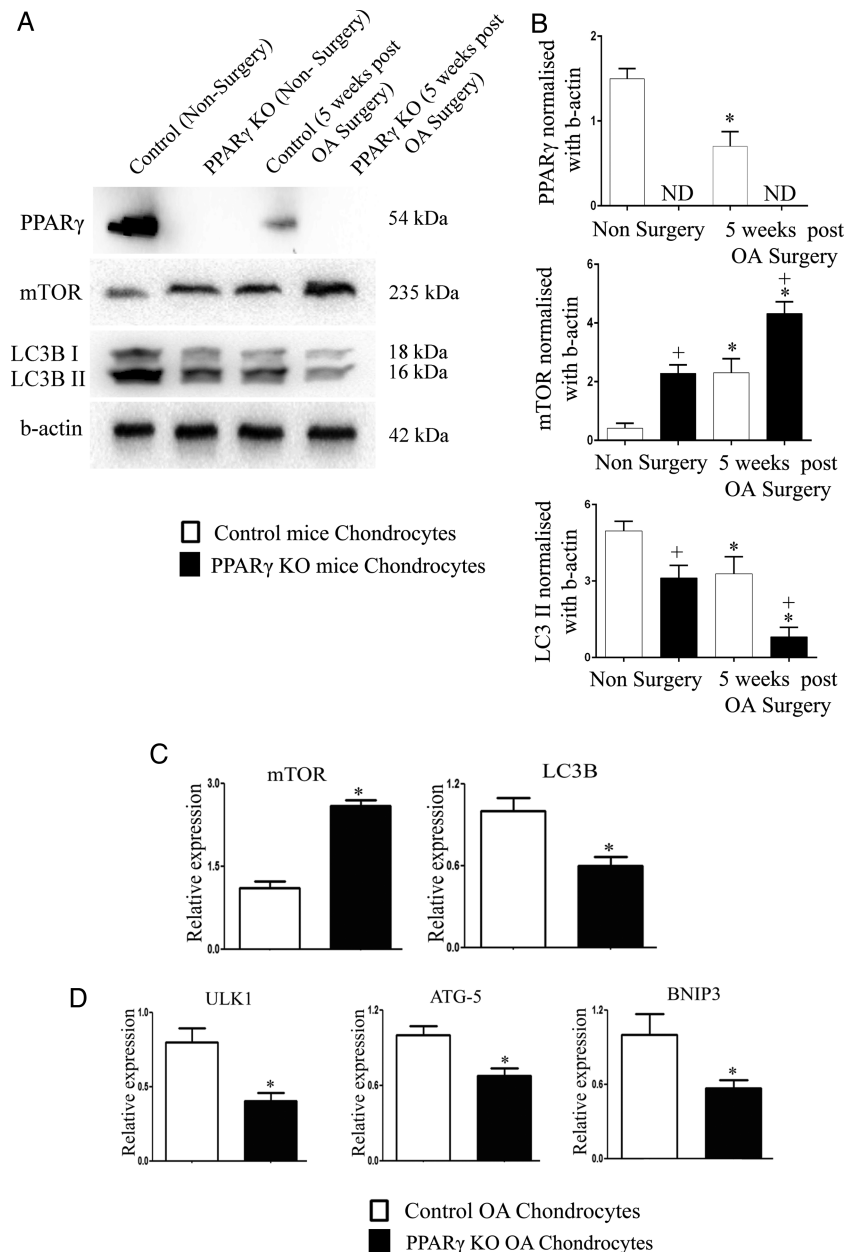 A
Control (Non-Surgery)
PPARγ KO (Non- Surgery)
Control (5 weeks post
OA Surgery)
PPARγ KO (5 weeks post
OA Surgery)
PPARγ
54 kDa
mTOR
235 kDa
LC3B I
18 kDa
LC3B II
16 kDa
b-actin
42 kDa
Control mice Chondrocytes
PPARγ KO mice Chondrocytes
B
PPARγ normalised
with b-actin
2
1
0
*
ND
ND
Non Surgery
5 weeks post
OA Surgery
mTOR normalised
with b-actin
6
4
2
0
+
*
+
*
Non Surgery
5 weeks post
OA Surgery
LC3 II normalised
with b-actin
6
3
0
+
*
+
*
Non Surgery
5 weeks post
OA Surgery
C
mTOR
Relative expression
3.0
1.5
0.0
*
LC3B
Relative expression
1.2
0.6
0.0
*
D
ULK1
Relative expression
1.0
0.5
0.0
*
ATG-5
Relative expression
1.2
0.6
0.0
*
BNIP3
Relative expression
1.2
0.6
0.0
*
Control OA Chondrocytes
PPARγ KO OA Chondrocytes